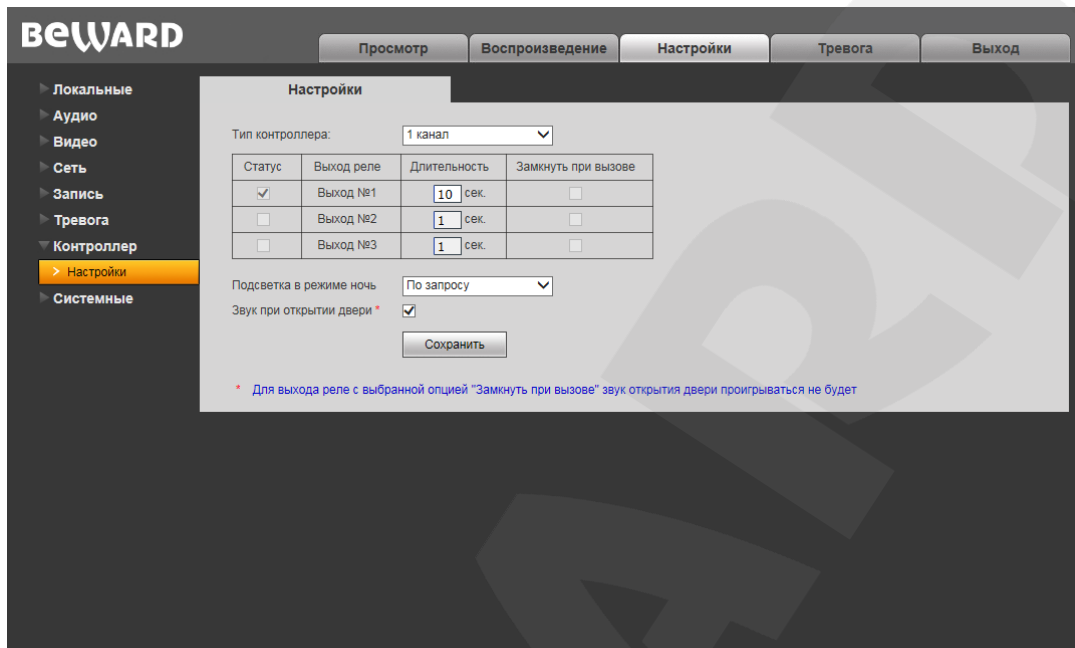 BEWARD
Просмотр Воспроизведение Настройки Тревога Выход
Локальные
Аудио
Видео
Сеть
Запись
Тревога
Контроллер
> Настройки
Системные
Настройки
Тип контроллера: 1 канал
Статус Выход реле Длительность Замкнуть при вызове
Выход №1 10 сек.
Выход №2 1 сек.
Выход №3 1 сек.
Подсветка в режиме ночь По запросу
Звук при открытии двери *
Сохранить
* Для выхода реле с выбранной опцией "Замкнуть при вызове" звук открытия двери проигрываться не будет